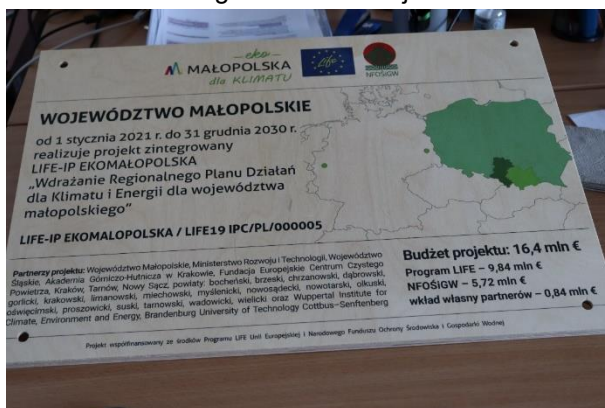 eko
MAŁOPOLSKA
dla KLIMATU
Life
NFOŚiGW
WOJEWÓDZTWO MAŁOPOLSKIE
od 1 stycznia 2021 r. do 31 grudnia 2030 r.
realizuje projekt zintegrowany
LIFE-IP EKOMAŁOPOLSKA
„Wdrażanie Regionalnego Planu Działań
dla Klimatu i Energii dla województwa
małopolskiego”
LIFE-IP EKOMALOPOLSKA / LIFE19 IPC/PL/000005
Partnerzy projektu: Województwo Małopolskie, Ministerstwo Rozwoju i Technologii, Województwo
Śląskie, Akademia Górniczo-Hutnicza w Krakowie, Fundacja Europejskie Centrum Czystego
Powietrza, Kraków, Tarnów, Nowy Sącz, powiaty: bocheński, brzeski, chrzanowski, dąbrowski,
gorlicki, krakowski, limanowski, miechowski, myślenicki, nowosądecki, nowotarski, olkuski,
oświęcimski, proszowicki, suski, tarnowski, wadowicki, wielicki oraz Wuppertal Institute for
Climate, Environment and Energy, Brandenburg University of Technology Cottbus–Senftenberg
Budżet projektu: 16,4 mln €
Program LIFE – 9,84 mln €
NFOŚiGW – 5,72 mln €
wkład własny partnerów – 0,84 mln €
Projekt współfinansowany ze środków Programu LIFE Unii Europejskiej i Narodowego Funduszu Ochrony Środowiska i Gospodarki Wodnej